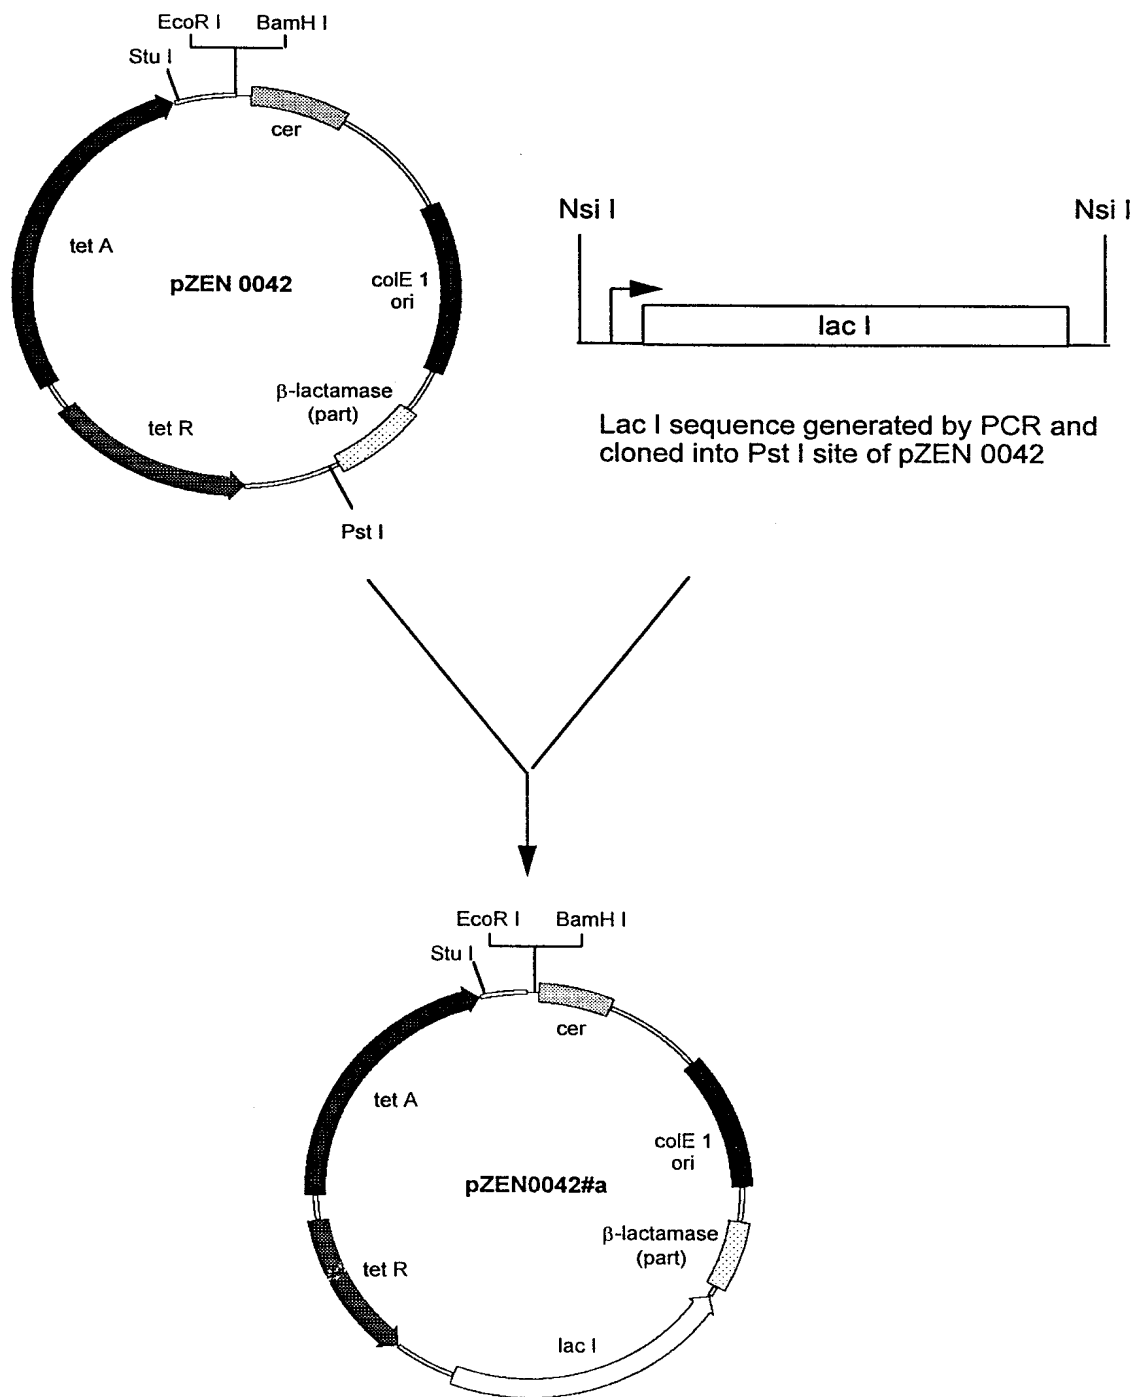 EcoR I BamH I
Stu I
cer
tet A
pZEN 0042
colE 1
ori
β-lactamase
(part)
tet R
Pst I
Nsi I Nsi I
lac I
Lac I sequence generated by PCR and
cloned into Pst I site of pZEN 0042
EcoR I BamH I
Stu I
cer
tet A
colE 1
ori
pZEN0042#a
β-lactamase
(part)
tet R
lac I